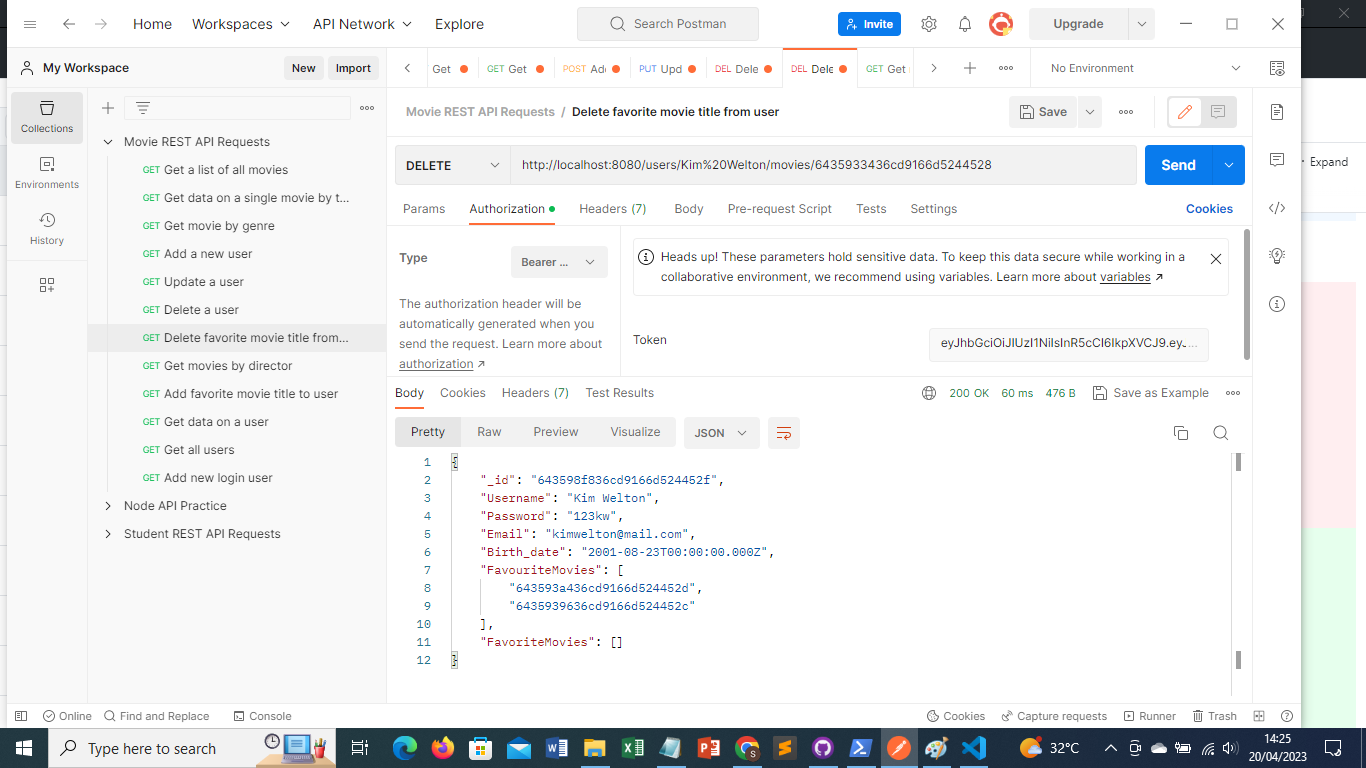 Home Workspaces API Network Explore Search Postman Invite Upgrade
My Workspace New Import
Get GET Get POST Ad PUT Upd DEL Dele DEL Dele GET Get No Environment
Collections
Environments
History
Movie REST API Requests
GET Get a list of all movies
GET Get data on a single movie by t...
GET Get movie by genre
GET Add a new user
GET Update a user
GET Delete a user
GET Delete favorite movie title from...
GET Get movies by director
GET Add favorite movie title to user
GET Get data on a user
GET Get all users
GET Add new login user
Node API Practice
Student REST API Requests
Movie REST API Requests / Delete favorite movie title from user Save
DELETE http://localhost:8080/users/Kim%20Welton/movies/6435933436cd9166d5244528 Send
Params Authorization Headers (7) Body Pre-request Script Tests Settings Cookies
Type Bearer ...
The authorization header will be
automatically generated when you
send the request. Learn more about
authorization ↗
Heads up! These parameters hold sensitive data. To keep this data secure while working in a
collaborative environment, we recommend using variables. Learn more about variables ↗
Token eyJhbGciOiJIUzI1NiIsInR5cCI6IkpXVCJ9.eyJ...
Body Cookies Headers (7) Test Results 200 OK 60 ms 476 B Save as Example
Pretty Raw Preview Visualize JSON
1 {
2 "_id": "643598f836cd9166d524452f",
3 "Username": "Kim Welton",
4 "Password": "123kw",
5 "Email": "kimwelton@mail.com",
6 "Birth_date": "2001-08-23T00:00:00.000Z",
7 "FavouriteMovies": [
8 "643593a436cd9166d524452d",
9 "6435939636cd9166d524452c"
10 ],
11 "FavoriteMovies": []
12 }
Expand
Online Find and Replace Console Cookies Capture requests Runner Trash
Type here to search 32°C 14:25
20/04/2023